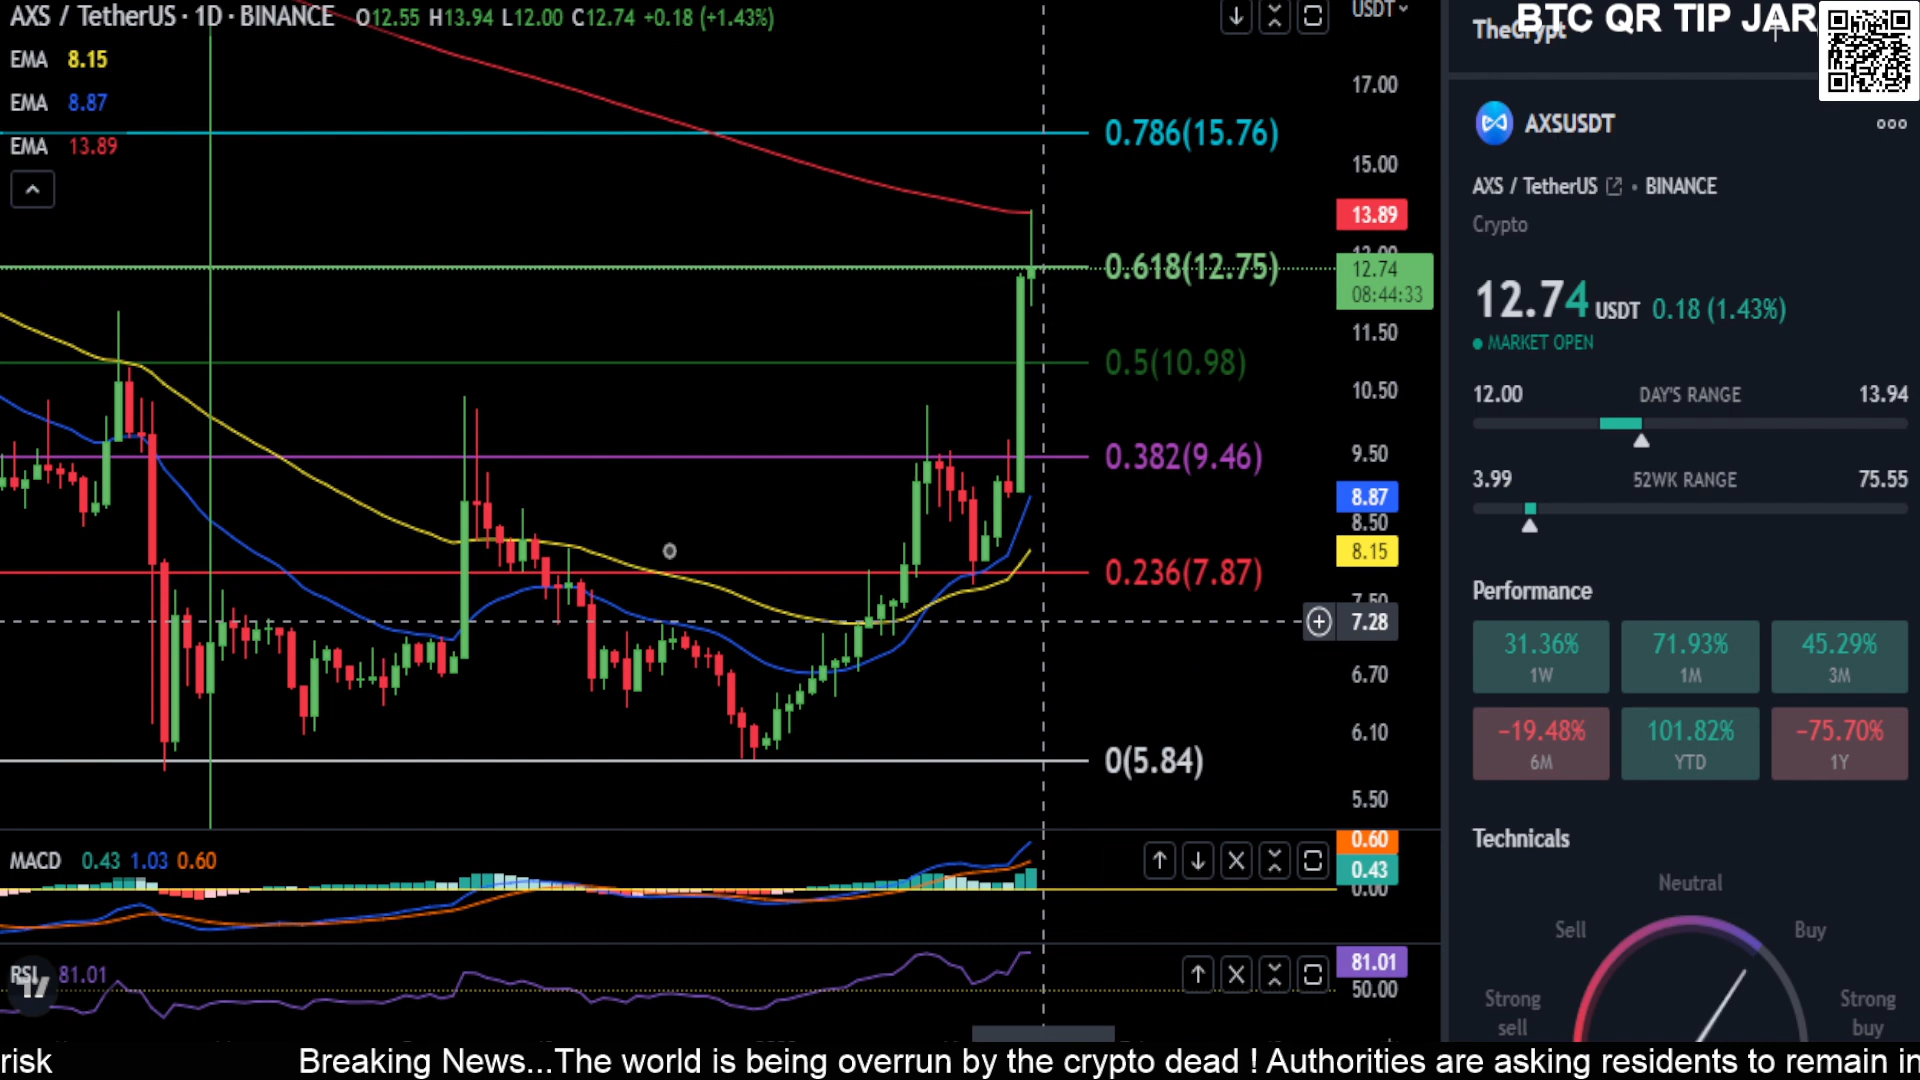 AXS / TetherUS · 1D · BINANCE O12.55 H13.94 L12.00 C12.74 +0.18 (+1.43%)
EMA 8.15
EMA 8.87
EMA 13.89
0.786(15.76)
0.618(12.75)
0.5(10.98)
0.382(9.46)
0.236(7.87)
0(5.84)
USDT
17.00
15.00
13.89
12.74
08:44:33
11.50
10.50
9.50
8.87
8.50
8.15
7.50
7.28
6.70
6.10
5.50
MACD 0.43 1.03 0.60
0.60
0.43
0.00
RSI 81.01
81.01
50.00
BTC QR TIP JAR
TheCrypt
AXSUSDT
AXS / TetherUS · BINANCE
Crypto
12.74 USDT 0.18 (1.43%)
MARKET OPEN
12.00 DAY'S RANGE 13.94
3.99 52WK RANGE 75.55
Performance
31.36% 71.93% 45.29%
1W 1M 3M
−19.48% 101.82% −75.70%
6M YTD 1Y
Technicals
Neutral
Sell Buy
Strong sell Strong buy
risk Breaking News...The world is being overrun by the crypto dead ! Authorities are asking residents to remain in